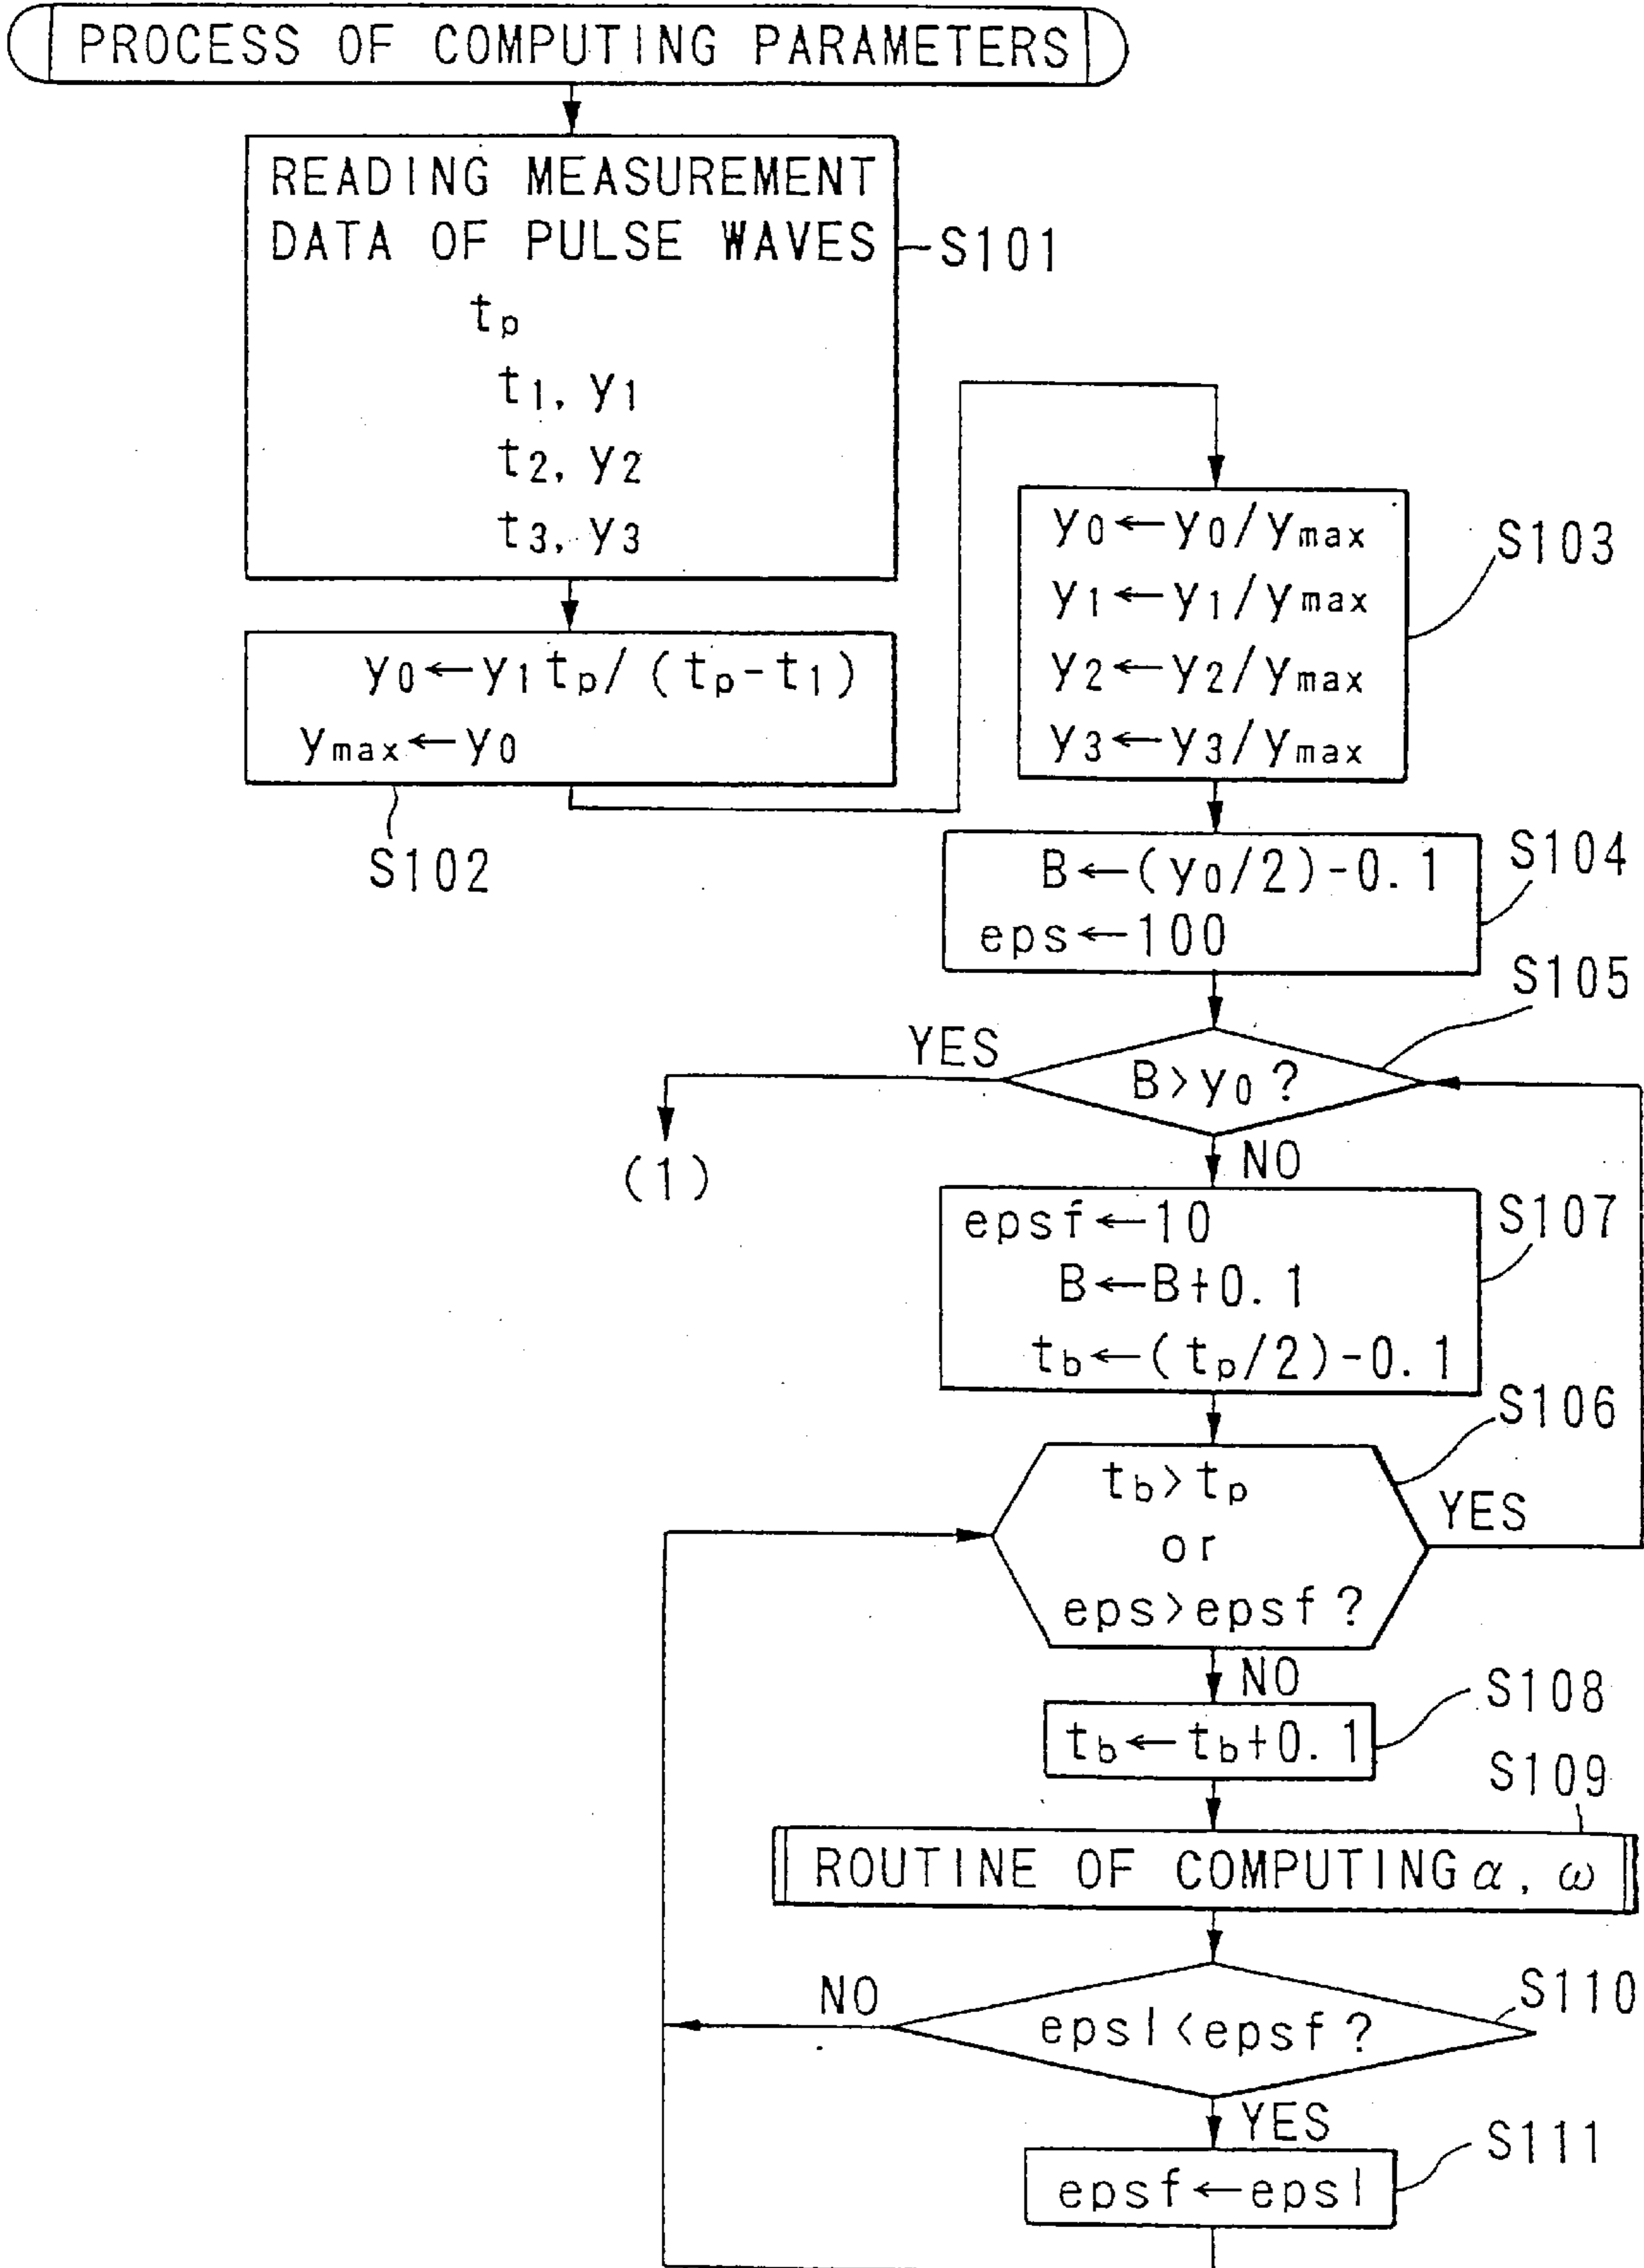 PROCESS OF COMPUTING PARAMETERS
READING MEASUREMENT
DATA OF PULSE WAVES
S101
tp
t1, y1
t2, y2
t3, y3
y0←y1tp/(tp-t1)
ymax←y0
S102
y0←y0/ymax
y1←y1/ymax
y2←y2/ymax
y3←y3/ymax
S103
B←(y0/2)-0.1
eps←100
S104
S105
B>y0?
YES
(1)
NO
epsf←10
B←B+0.1
tb←(tp/2)-0.1
S107
S106
tb>tp
or
eps>epsf?
YES
NO
tb←tb+0.1
S108
S109
ROUTINE OF COMPUTING α, ω
NO
epsl<epsf?
S110
YES
epsf←epsl
S111